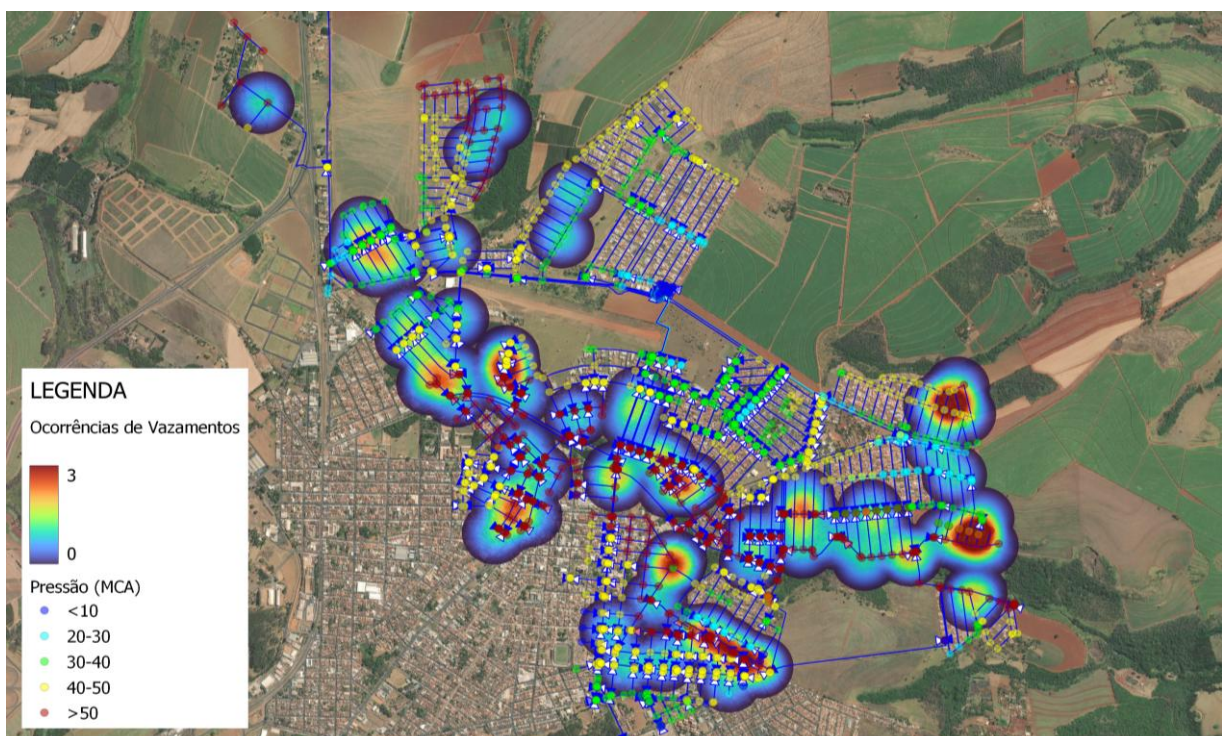 LEGENDA
Ocorrências de Vazamentos
3
0
Pressão (MCA)
<10
20-30
30-40
40-50
>50